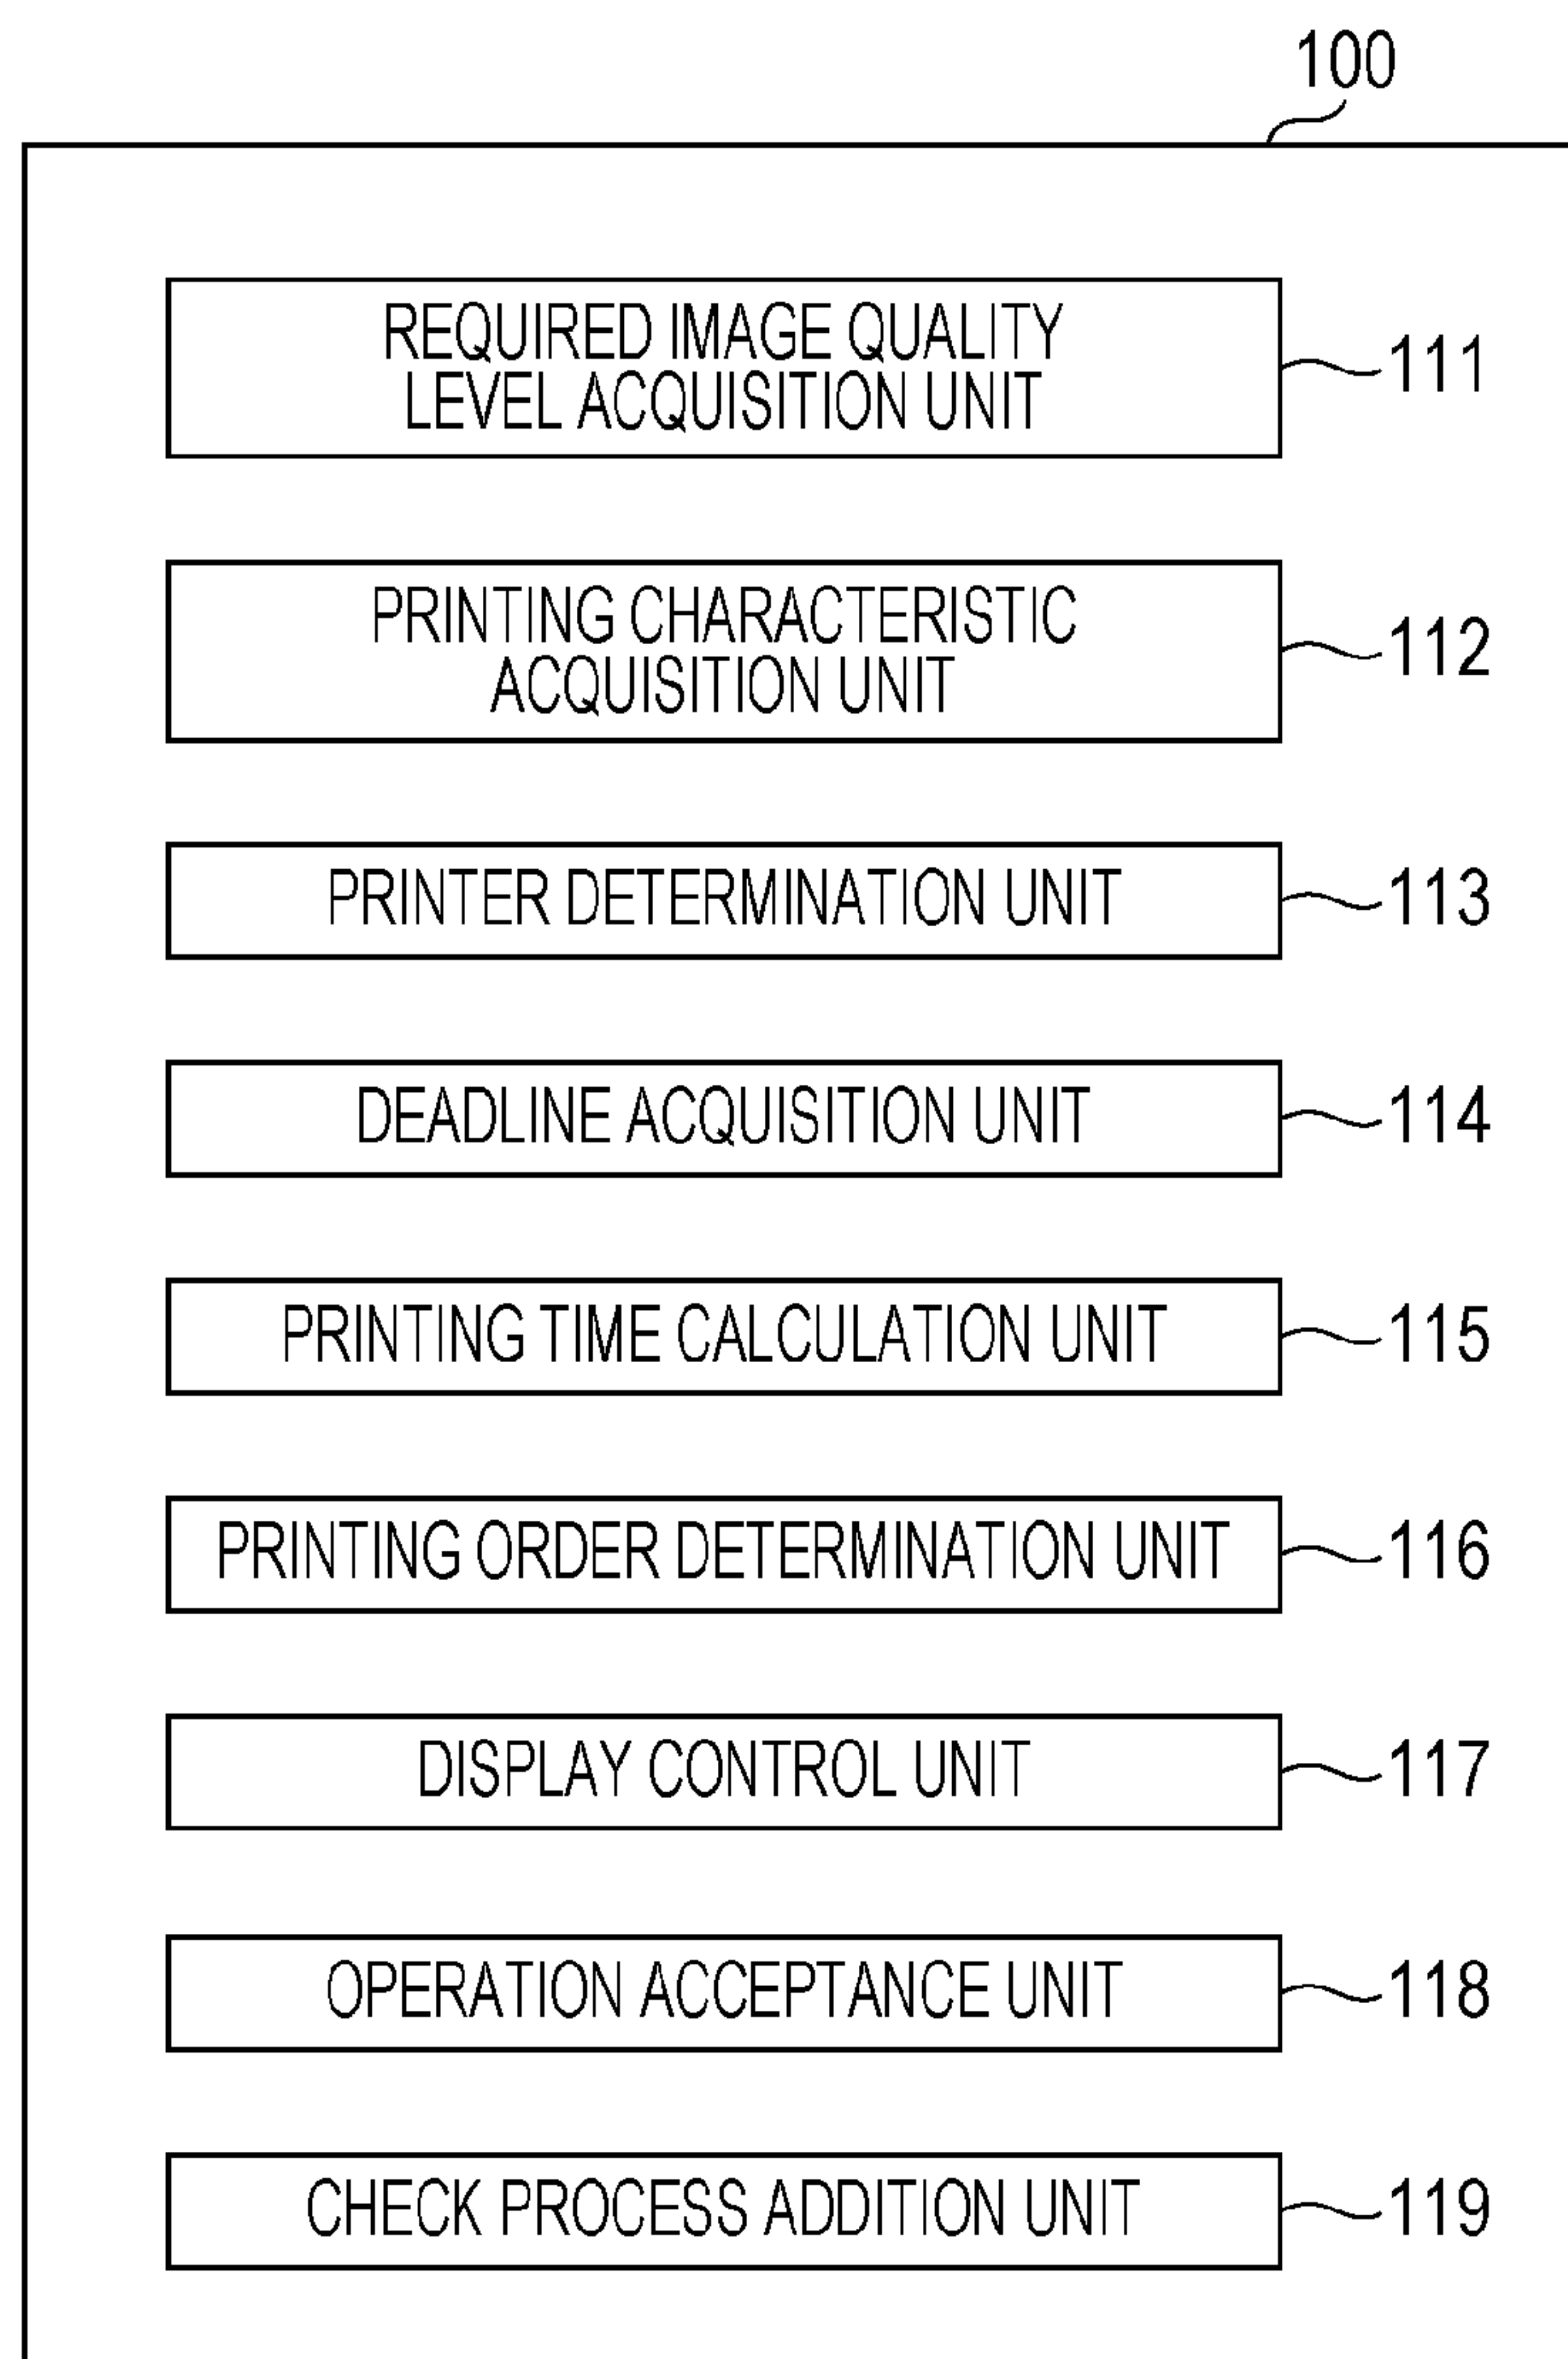 100
REQUIRED IMAGE QUALITY
LEVEL ACQUISITION UNIT
111
PRINTING CHARACTERISTIC
ACQUISITION UNIT
112
PRINTER DETERMINATION UNIT
113
DEADLINE ACQUISITION UNIT
114
PRINTING TIME CALCULATION UNIT
115
PRINTING ORDER DETERMINATION UNIT
116
DISPLAY CONTROL UNIT
117
OPERATION ACCEPTANCE UNIT
118
CHECK PROCESS ADDITION UNIT
119